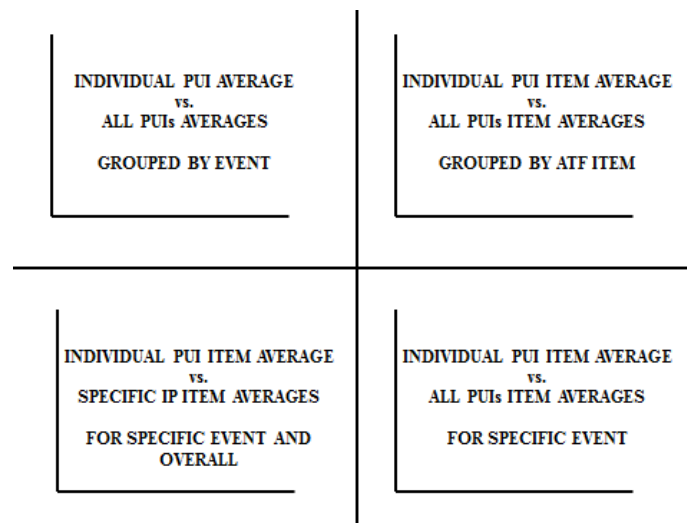 INDIVIDUAL PUI AVERAGE
vs.
ALL PUIs AVERAGES
GROUPED BY EVENT
INDIVIDUAL PUI ITEM AVERAGE
vs.
ALL PUIs ITEM AVERAGES
GROUPED BY ATF ITEM
INDIVIDUAL PUI ITEM AVERAGE
vs.
SPECIFIC IP ITEM AVERAGES
FOR SPECIFIC EVENT AND
OVERALL
INDIVIDUAL PUI ITEM AVERAGE
vs.
ALL PUIs ITEM AVERAGES
FOR SPECIFIC EVENT